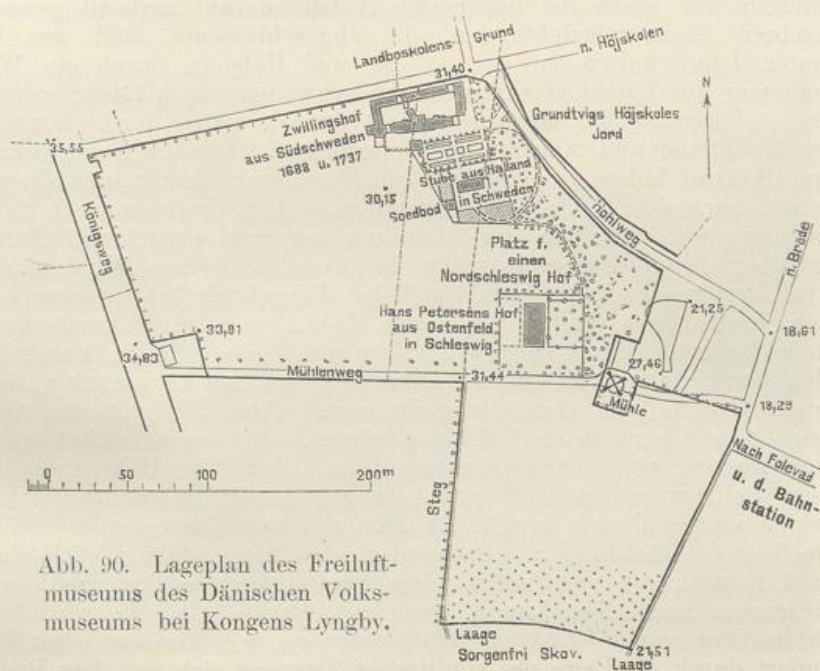 Landboskolens Grund
n. Höjskolen
31,40
Grundtvigs Höjskoles
Jord
N
35,55
Zwillingshof
aus Südschweden
1688 u. 1737
Stube aus Halland
in Schweden
30,15
Soedbod
Hohlweg
Königsweg
n. Brade
Platz f.
einen
Nordschleswig Hof
Hans Petersens Hof
aus Ostenfeld
in Schleswig
21,25
18,61
33,81
34,83
27,46
Mühlenweg
31,44
Mühle
18,29
Nach Folevad
u. d. Bahn-
station
0 50 100 200m
Steg
Abb. 90. Lageplan des Freiluft-
museums des Dänischen Volks-
museums bei Kongens Lyngby.
Laage
Sorgenfri Skov.
21,51
Laage